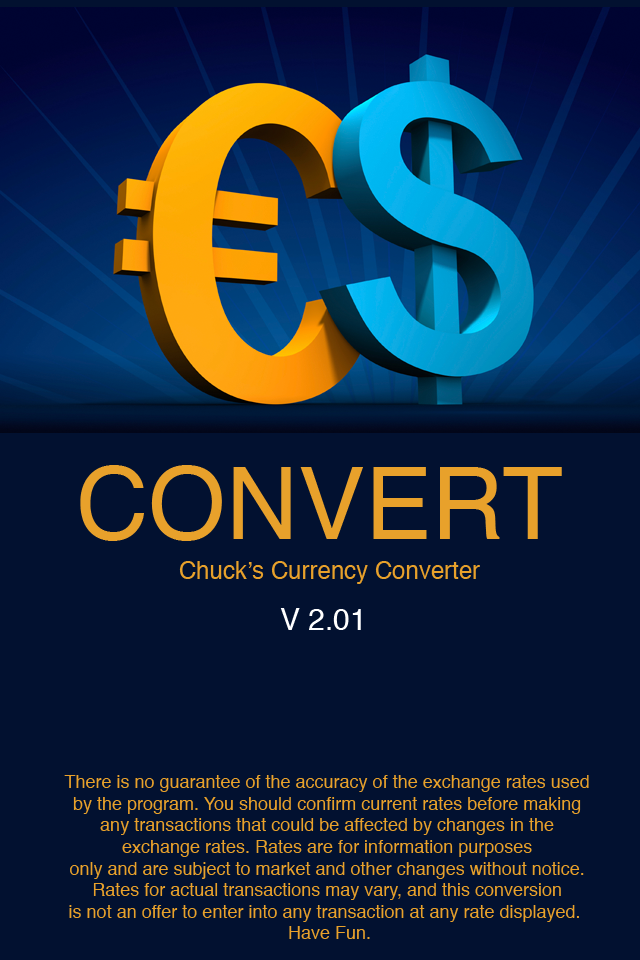 €$
CONVERT
Chuck’s Currency Converter
V 2.01
There is no guarantee of the accuracy of the exchange rates used
by the program. You should confirm current rates before making
any transactions that could be affected by changes in the
exchange rates. Rates are for information purposes
only and are subject to market and other changes without notice.
Rates for actual transactions may vary, and this conversion
is not an offer to enter into any transaction at any rate displayed.
Have Fun.